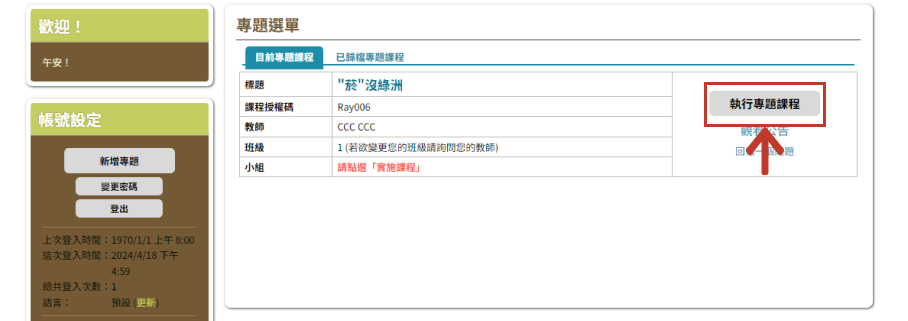 歡迎！
午安！
帳號設定
新增專題
變更密碼
登出
上次登入時間：1970/1/1 上午 8:00
這次登入時間：2024/4/18 下午
4:59
總共登入次數：1
語言： 預設 (更新)
專題選單
目前專題課程 已歸檔專題課程
標題 "菸"沒綠洲
課程授權碼 Ray006
教師 CCC CCC
班級 1 (若欲變更您的班級請詢問您的教師)
小組 請點選「實施課程」
執行專題課程
觀看公告
回 題